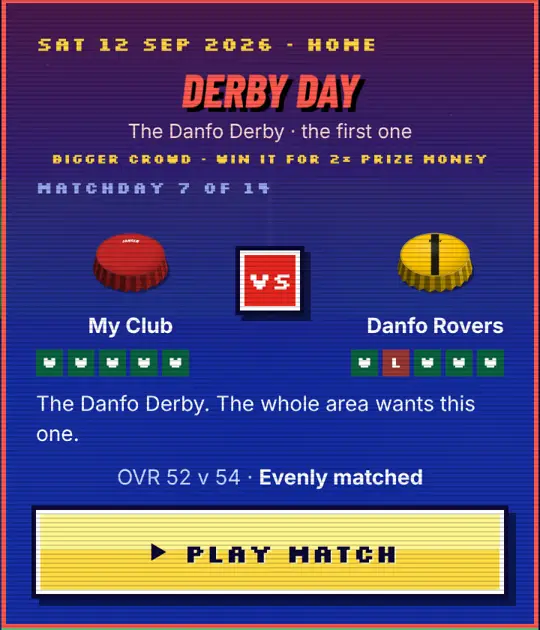 SAT 12 SEP 2026 - HOME
DERBY DAY
The Danfo Derby · the first one
BIGGER CROWD - WIN IT FOR 2x PRIZE MONEY
MATCHDAY 7 OF 14
VS
My Club
Danfo Rovers
W W W W W
W L W W W
The Danfo Derby. The whole area wants this
one.
OVR 52 v 54 · Evenly matched
▶ PLAY MATCH